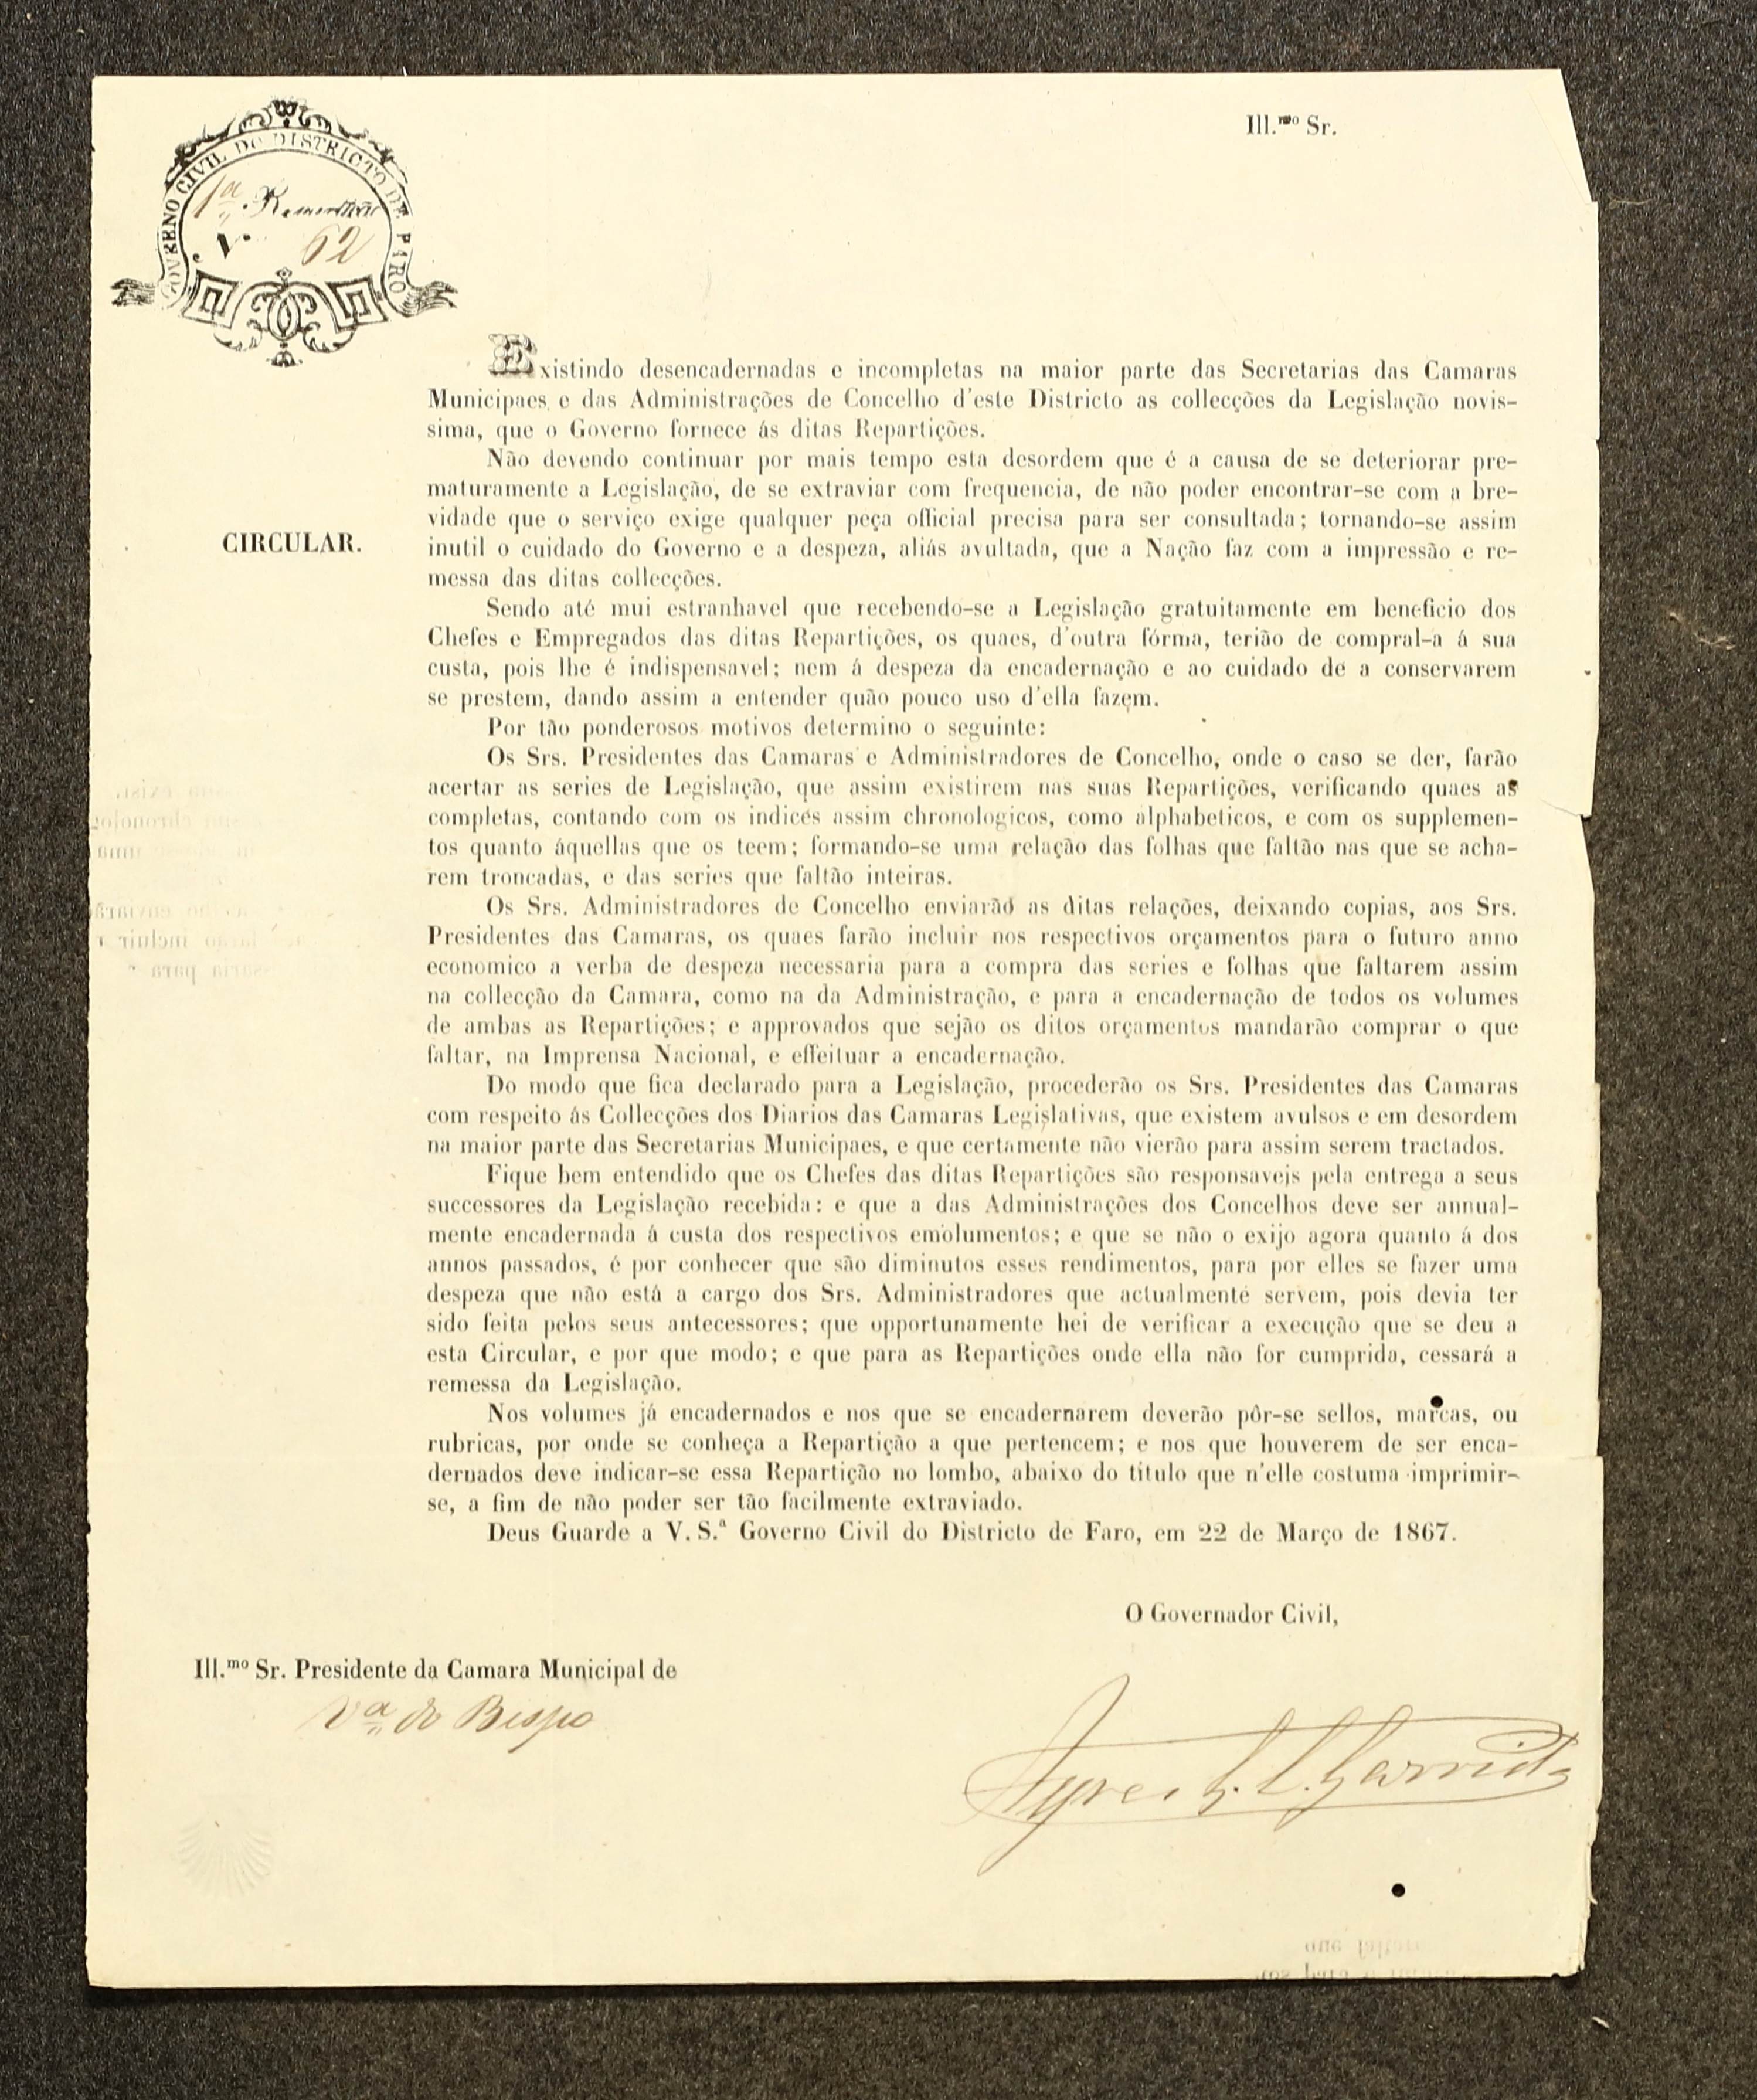 Ill.mo Sr.
GOVERNO CIVIL DO DISTRICTO DE FARO
1.ª Repartição
N.º 62
Existindo desencadernadas e incompletas na maior parte das Secretarias das Camaras
Municipaes e das Administrações de Concelho d'este Districto as collecções da Legislação novis-
sima, que o Governo fornece ás ditas Repartições.
Não devendo continuar por mais tempo esta desordem que é a causa de se deteriorar pre-
maturamente a Legislação, de se extraviar com frequencia, de não poder encontrar-se com a bre-
vidade que o serviço exige qualquer peça official precisa para ser consultada; tornando-se assim
CIRCULAR.
inutil o cuidado do Governo e a despeza, aliás avultada, que a Nação faz com a impressão e re-
messa das ditas collecções.
Sendo até mui estranhavel que recebendo-se a Legislação gratuitamente em beneficio dos
Chefes e Empregados das ditas Repartições, os quaes, d'outra fórma, terião de compral-a á sua
custa, pois lhe é indispensavel; nem á despeza da encadernação e ao cuidado de a conservarem
se prestem, dando assim a entender quão pouco uso d'ella fazem.
Por tão ponderosos motivos determino o seguinte:
Os Srs. Presidentes das Camaras e Administradores de Concelho, onde o caso se der, farão
acertar as series de Legislação, que assim existirem nas suas Repartições, verificando quaes as
completas, contando com os indices assim chronologicos, como alphabeticos, e com os supplemen-
tos quanto áquellas que os teem; formando-se uma relação das folhas que faltão nas que se acha-
rem troncadas, e das series que faltão inteiras.
Os Srs. Administradores de Concelho enviarão as ditas relações, deixando copias, aos Srs.
Presidentes das Camaras, os quaes farão incluir nos respectivos orçamentos para o futuro anno
economico a verba de despeza necessaria para a compra das series e folhas que faltarem assim
na collecção da Camara, como na da Administração, e para a encadernação de todos os volumes
de ambas as Repartições; e approvados que sejão os ditos orçamentos mandarão comprar o que
faltar, na Imprensa Nacional, e effeituar a encadernação.
Do modo que fica declarado para a Legislação, procederão os Srs. Presidentes das Camaras
com respeito ás Collecções dos Diarios das Camaras Legislativas, que existem avulsos e em desordem
na maior parte das Secretarias Municipaes, e que certamente não vierão para assim serem tractados.
Fique bem entendido que os Chefes das ditas Repartições são responsaveis pela entrega a seus
successores da Legislação recebida: e que a das Administrações dos Concelhos deve ser annual-
mente encadernada á custa dos respectivos emolumentos; e que se não o exijo agora quanto á dos
annos passados, é por conhecer que são diminutos esses rendimentos, para por elles se fazer uma
despeza que não está a cargo dos Srs. Administradores que actualmente servem, pois devia ter
sido feita pelos seus antecessores; que opportunamente hei de verificar a execução que se deu a
esta Circular, e por que modo; e que para as Repartições onde ella não for cumprida, cessará a
remessa da Legislação.
Nos volumes já encadernados e nos que se encadernarem deverão pôr-se sellos, marcas, ou
rubricas, por onde se conheça a Repartição a que pertencem; e nos que houverem de ser enca-
dernados deve indicar-se essa Repartição no lombo, abaixo do titulo que n'elle costuma imprimir-
se, a fim de não poder ser tão facilmente extraviado.
Deus Guarde a V. S.ª Governo Civil do Districto de Faro, em 22 de Março de 1867.
O Governador Civil,
Ill.mo Sr. Presidente da Camara Municipal de
V.ª do Bispo
Garrido